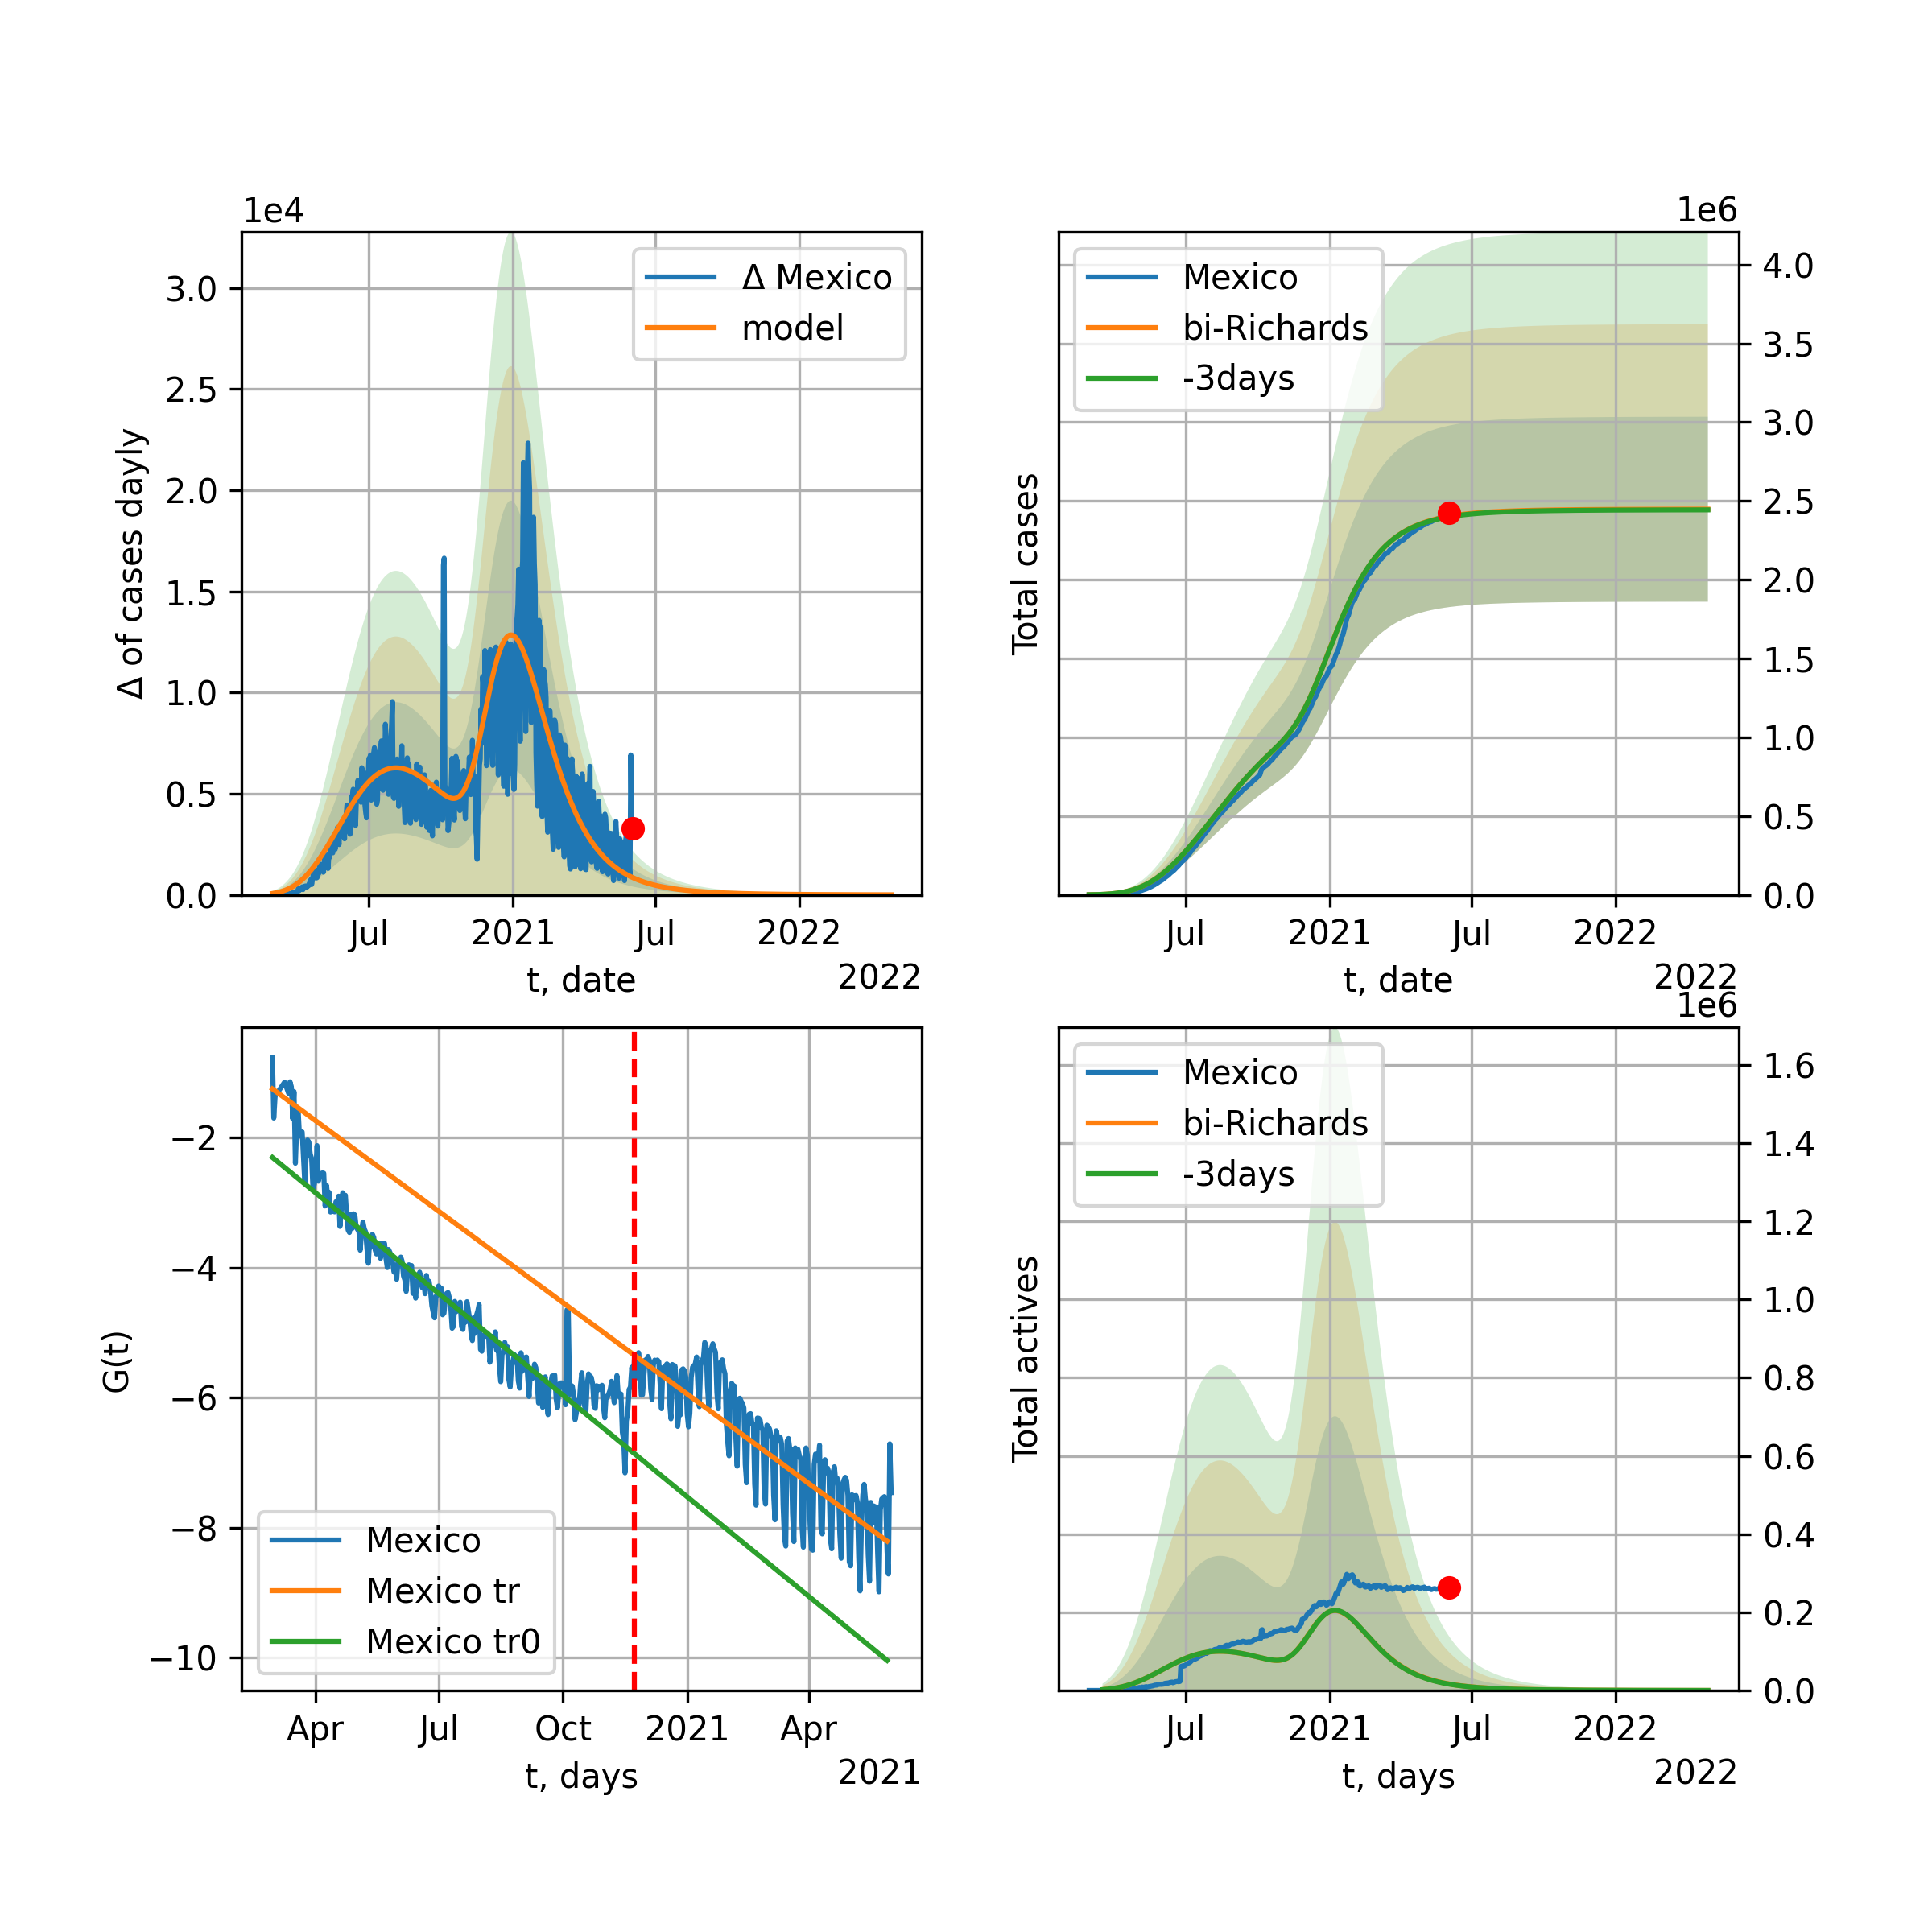 1e4
3.0
2.5
2.0
1.5
1.0
0.5
0.0
Δ of cases dayly
Δ Mexico
model
Jul
2021
Jul
2022
t, date
2022
1e6
Mexico
bi-Richards
-3days
Total cases
4.0
3.5
3.0
2.5
2.0
1.5
1.0
0.5
0.0
Jul
2021
Jul
2022
t, date
2022
−2
−4
−6
−8
−10
G(t)
Mexico
Mexico tr
Mexico tr0
Apr
Jul
Oct
2021
Apr
t, days
2021
1e6
Mexico
bi-Richards
-3days
Total actives
1.6
1.4
1.2
1.0
0.8
0.6
0.4
0.2
0.0
Jul
2021
Jul
2022
t, days
2022